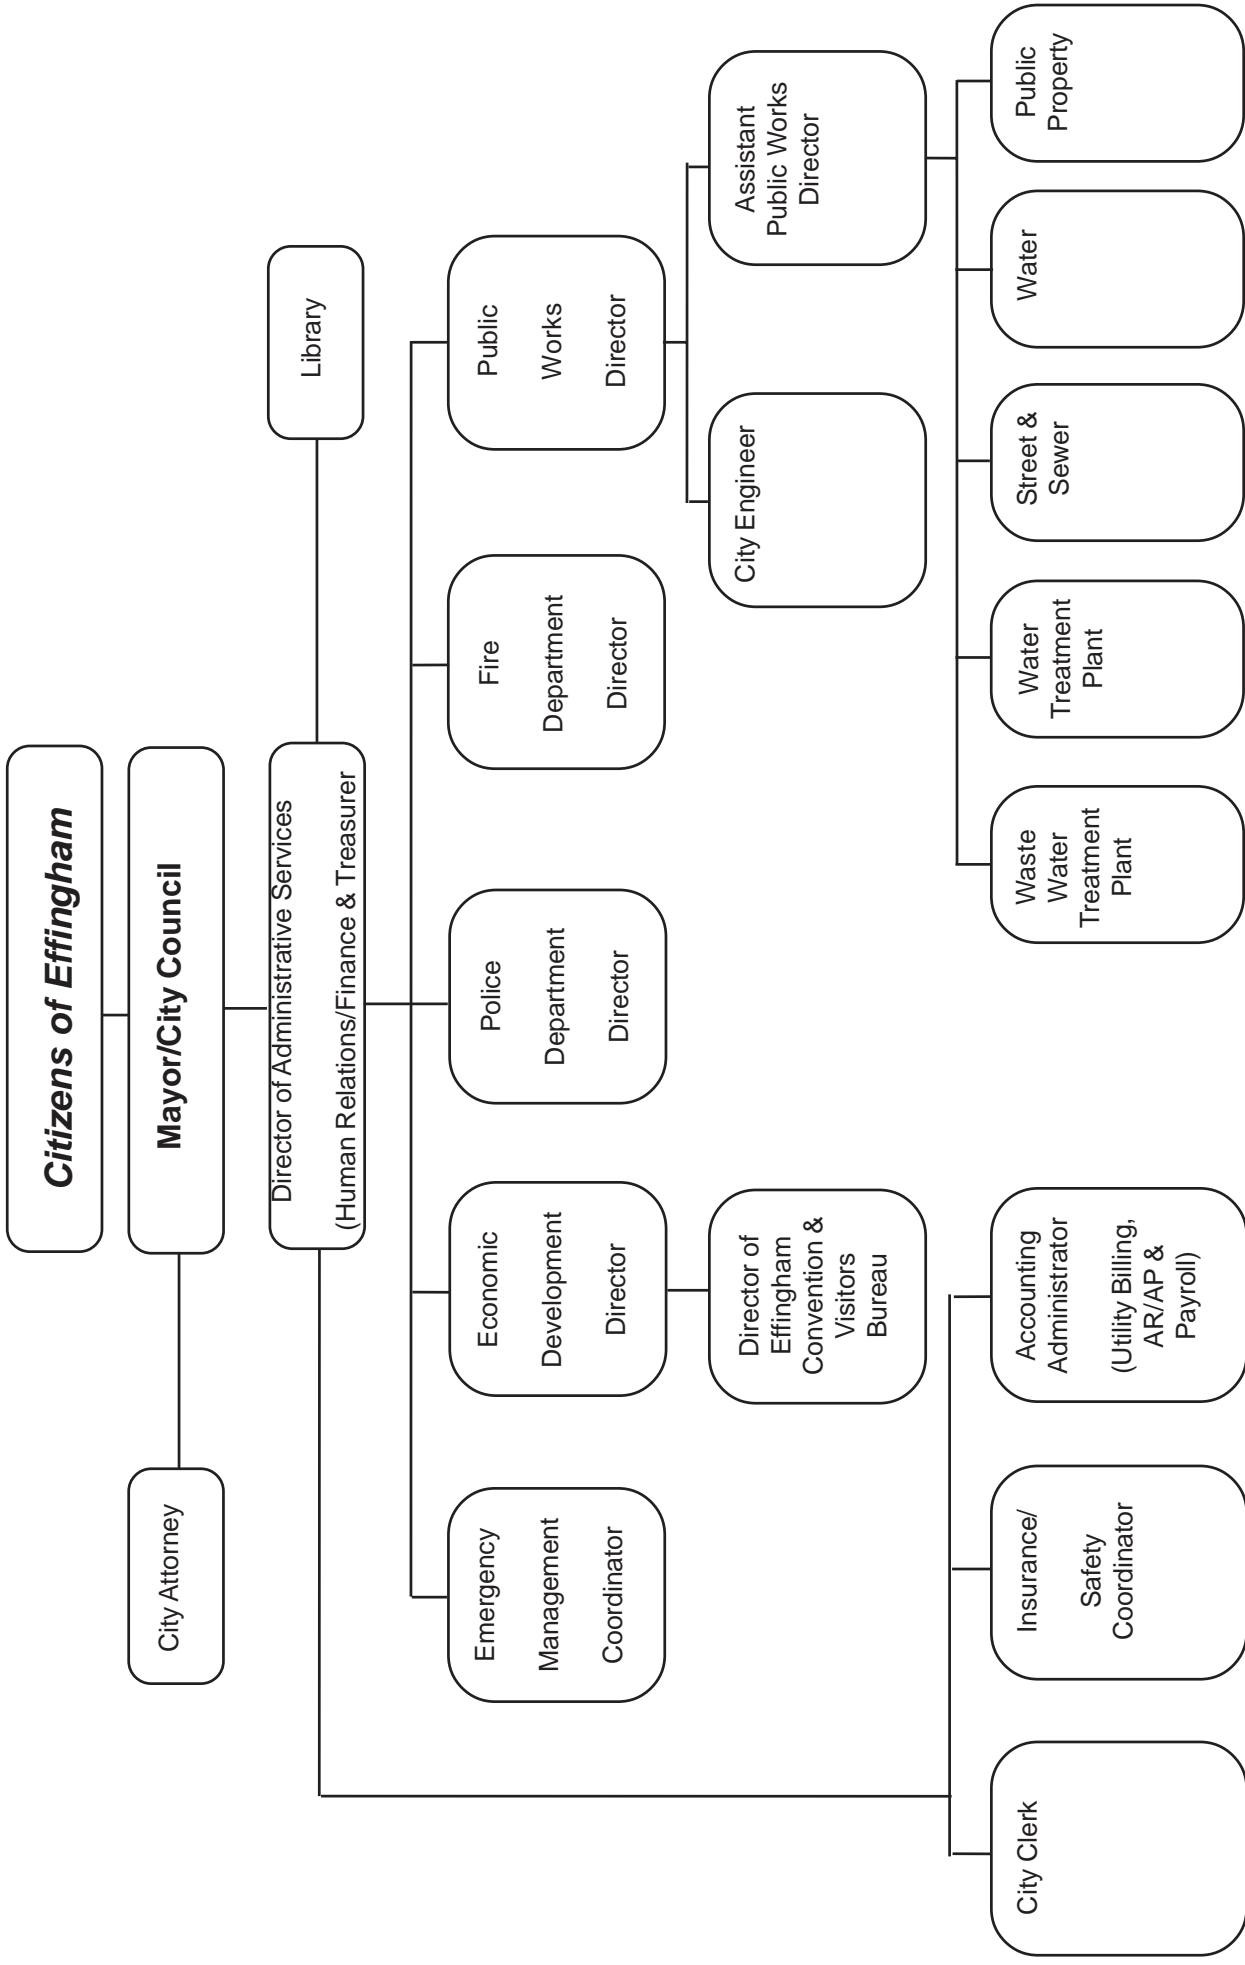 Citizens of Effingham
City Attorney
Mayor/City Council
Director of Administrative Services
(Human Relations/Finance & Treasurer
Library
Emergency
Management
Coordinator
Economic
Development
Director
Police
Department
Director
Fire
Department
Director
Public
Works
Director
Director of
Effingham
Convention &
Visitors
Bureau
City Engineer
Assistant
Public Works
Director
City Clerk
Insurance/
Safety
Coordinator
Accounting
Administrator
(Utility Billing,
AR/AP &
Payroll)
Waste
Water
Treatment
Plant
Water
Treatment
Plant
Street &
Sewer
Water
Public
Property